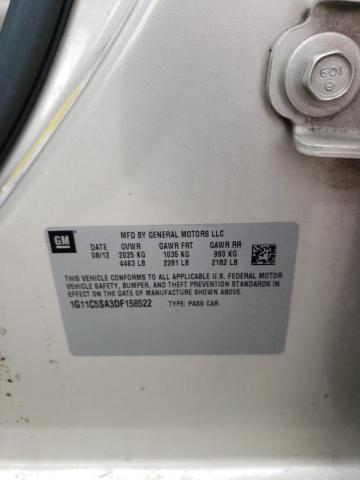 10.9
GM
MFD BY GENERAL MOTORS LLC
DATE GVWR GAWR FRT GAWR RR
08/12 2025 KG 1035 KG 990 KG
4463 LB 2281 LB 2182 LB
THIS VEHICLE CONFORMS TO ALL APPLICABLE U.S. FEDERAL MOTOR
VEHICLE SAFETY, BUMPER, AND THEFT PREVENTION STANDARDS IN
EFFECT ON THE DATE OF MANUFACTURE SHOWN ABOVE.
1G11C5SA3DF158522 TYPE: PASS CAR